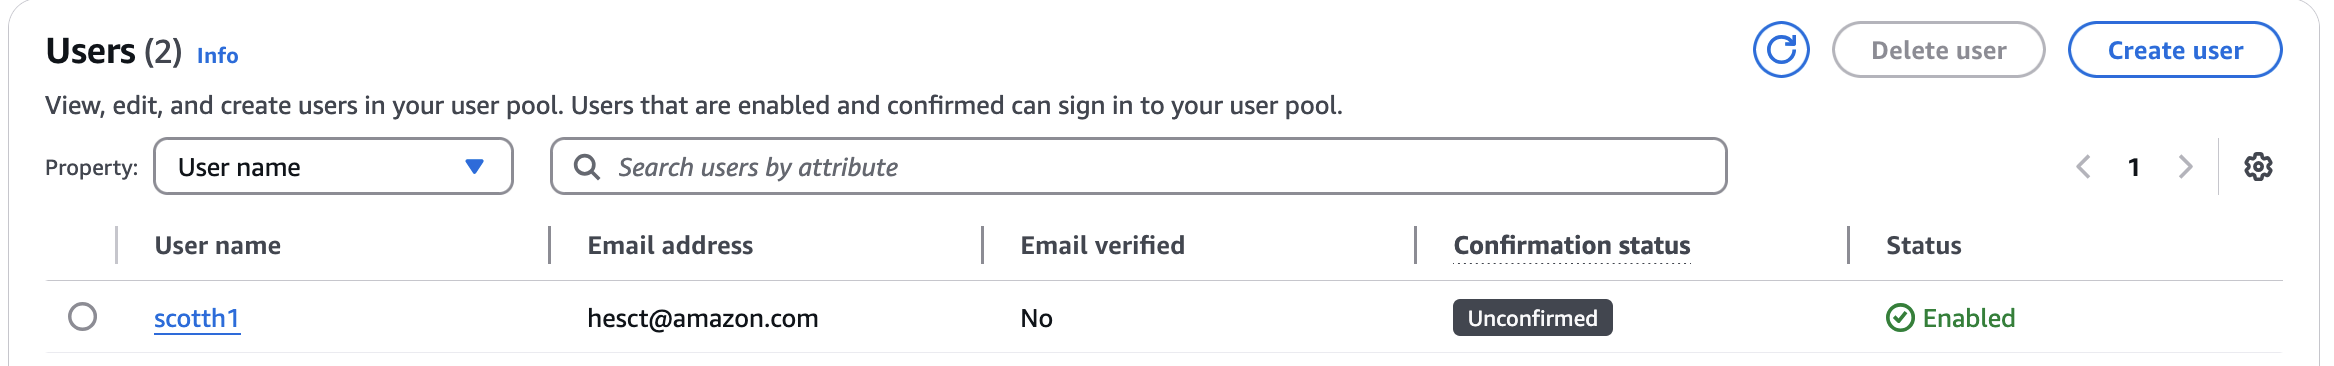 Users (2) Info
Delete user
Create user
View, edit, and create users in your user pool. Users that are enabled and confirmed can sign in to your user pool.
Property: User name
Search users by attribute
1
User name Email address Email verified Confirmation status Status
scotth1 hesct@amazon.com No Unconfirmed Enabled